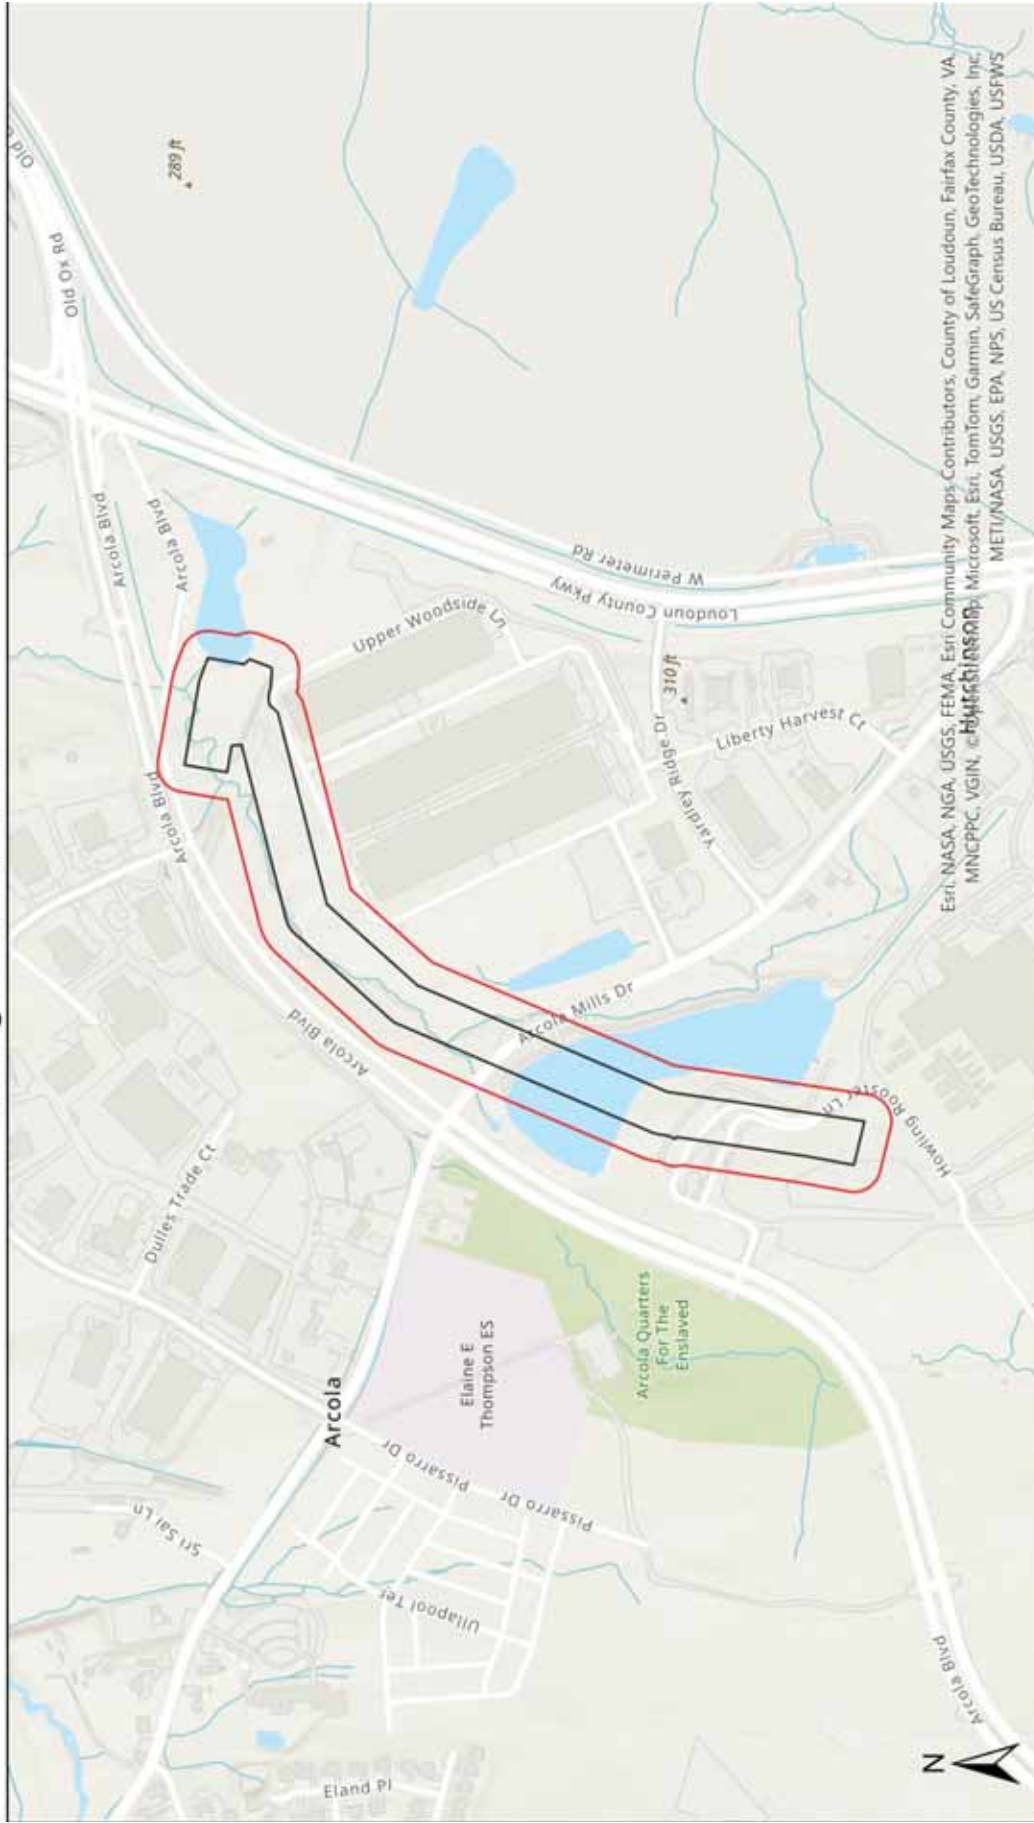 Old Ox Rd
289 ft
Arcola Blvd
Arcola Blvd
Arcola Blvd
Upper Woodside Ln
W Perimeter Rd
Loudoun County Pkwy
310 ft
Yardley Ridge Dr
Liberty Harvest Ct
Hutchinson
Arcola Blvd
Arcola Mills Dr
Dulles Trade Ct
Howling Rooster Ln
Arcola Quarters
For The
Enslaved
Elaine E
Thompson ES
Arcola
Pissarro Dr
Pissarro Dr
Sri Sai Ln
Ullapool Ter
Eland Pl
Arcola Blvd
N
Esri, NASA, NGA, USGS, FEMA, Esri Community Maps Contributors, County of Loudoun, Fairfax County, VA,
MNCPPC, VGIN, © OpenStreetMap, Microsoft, Esri, TomTom, Garmin, SafeGraph, GeoTechnologies, Inc,
METI/NASA, USGS, EPA, NPS, US Census Bureau, USDA, USFWS